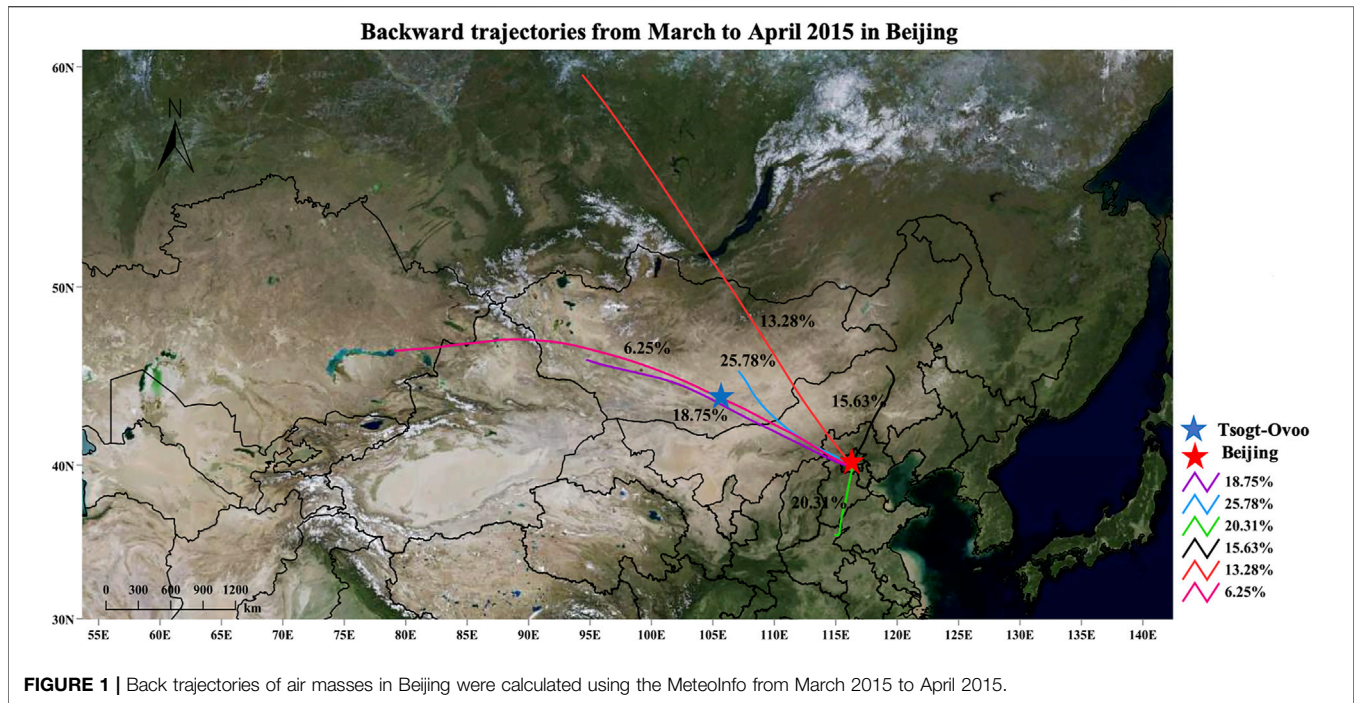 Backward trajectories from March to April 2015 in Beijing
60N
50N
40N
30N
N
13.28%
6.25%
25.78%
18.75%
15.63%
20.31%
0 300 600 900 1200
km
55E 60E 65E 70E 75E 80E 85E 90E 95E 100E 105E 110E 115E 120E 125E 130E 135E 140E
Tsogt-Ovoo
Beijing
18.75%
25.78%
20.31%
15.63%
13.28%
6.25%
FIGURE 1 | Back trajectories of air masses in Beijing were calculated using the MeteoInfo from March 2015 to April 2015.